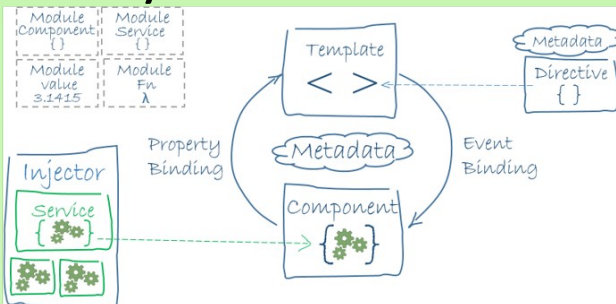 Module
Component
{ }
Module
Service
{ }
Module
value
3.1415
Module
Fn
λ
Template
< >
Metadata
Directive
{ }
Property
Binding
Metadata
Event
Binding
Injector
Service
{ }
Component
{ }